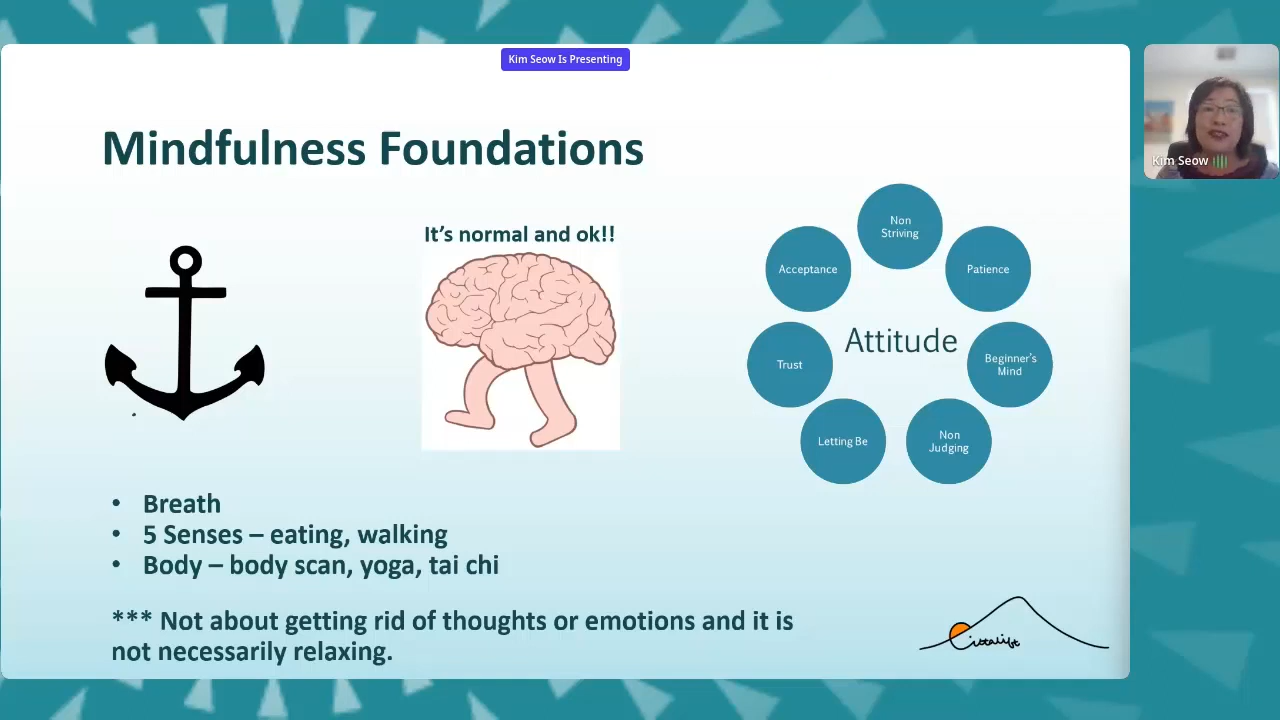 Kim Seow Is Presenting
Kim Seow
Mindfulness Foundations
It's normal and ok!!
Non
Striving
Acceptance
Patience
Attitude
Trust
Beginner's
Mind
Letting Be
Non
Judging
• Breath
• 5 Senses – eating, walking
• Body – body scan, yoga, tai chi
*** Not about getting rid of thoughts or emotions and it is
not necessarily relaxing.
Cittalift